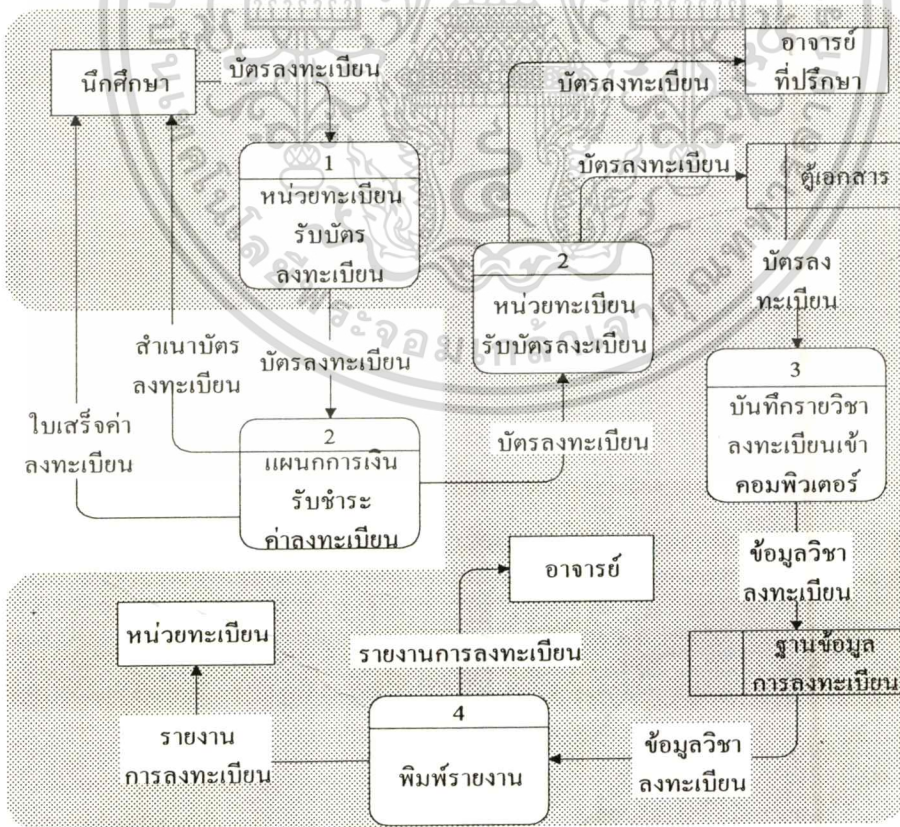 นักศึกษา
บัตรลงทะเบียน
1
หน่วยทะเบียน
รับบัตร
ลงทะเบียน
บัตรลงทะเบียน
อาจารย์
ที่ปรึกษา
บัตรลงทะเบียน
ตู้เอกสาร
2
หน่วยทะเบียน
รับบัตรลงะเบียน
บัตรลง
ทะเบียน
สำเนาบัตร
ลงทะเบียน
บัตรลงทะเบียน
3
บันทึกรายวิชา
ลงทะเบียนเข้า
คอมพิวเตอร์
ใบเสร็จค่า
ลงทะเบียน
2
แผนกการเงิน
รับชำระ
ค่าลงทะเบียน
บัตรลงทะเบียน
ข้อมูลวิชา
ลงทะเบียน
อาจารย์
หน่วยทะเบียน
รายงานการลงทะเบียน
ฐานข้อมูล
การลงทะเบียน
4
พิมพ์รายงาน
รายงาน
การลงทะเบียน
ข้อมูลวิชา
ลงทะเบียน